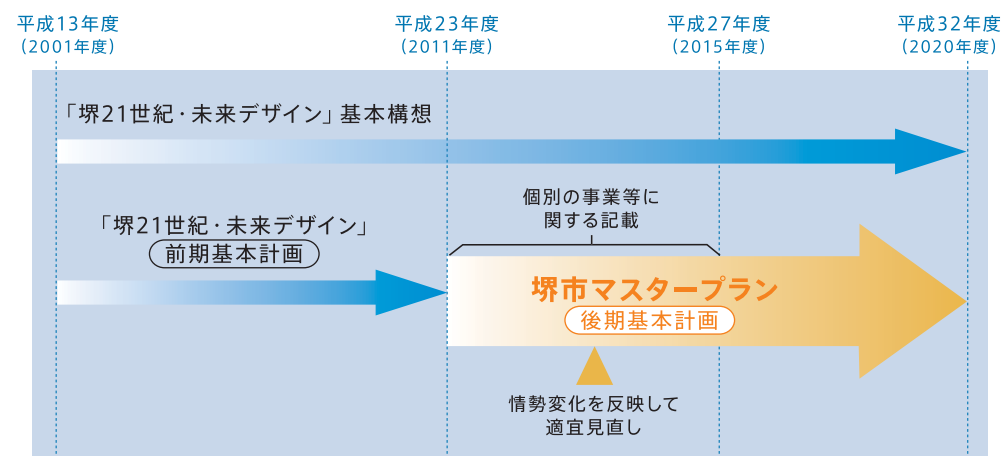 平成13年度
（2001年度）
平成23年度
（2011年度）
平成27年度
（2015年度）
平成32年度
（2020年度）
「堺21世紀・未来デザイン」基本構想
「堺21世紀・未来デザイン」
前期基本計画
個別の事業等に
関する記載
堺市マスタープラン
後期基本計画
情勢変化を反映して
適宜見直し